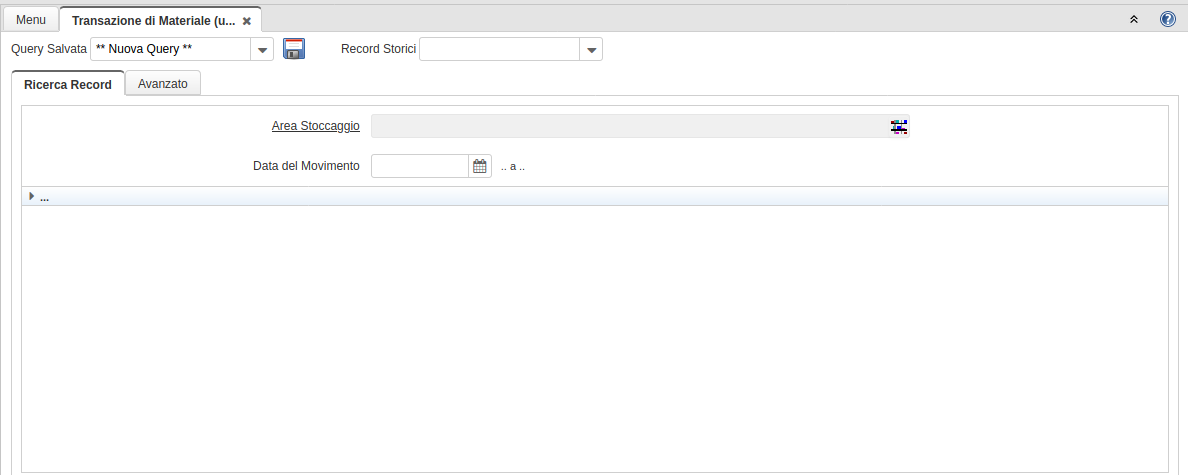 Menu
Transazione di Materiale (u...
Query Salvata ** Nuova Query ** Record Storici
Ricerca Record Avanzato
Area Stoccaggio
Data del Movimento .. a ..
...